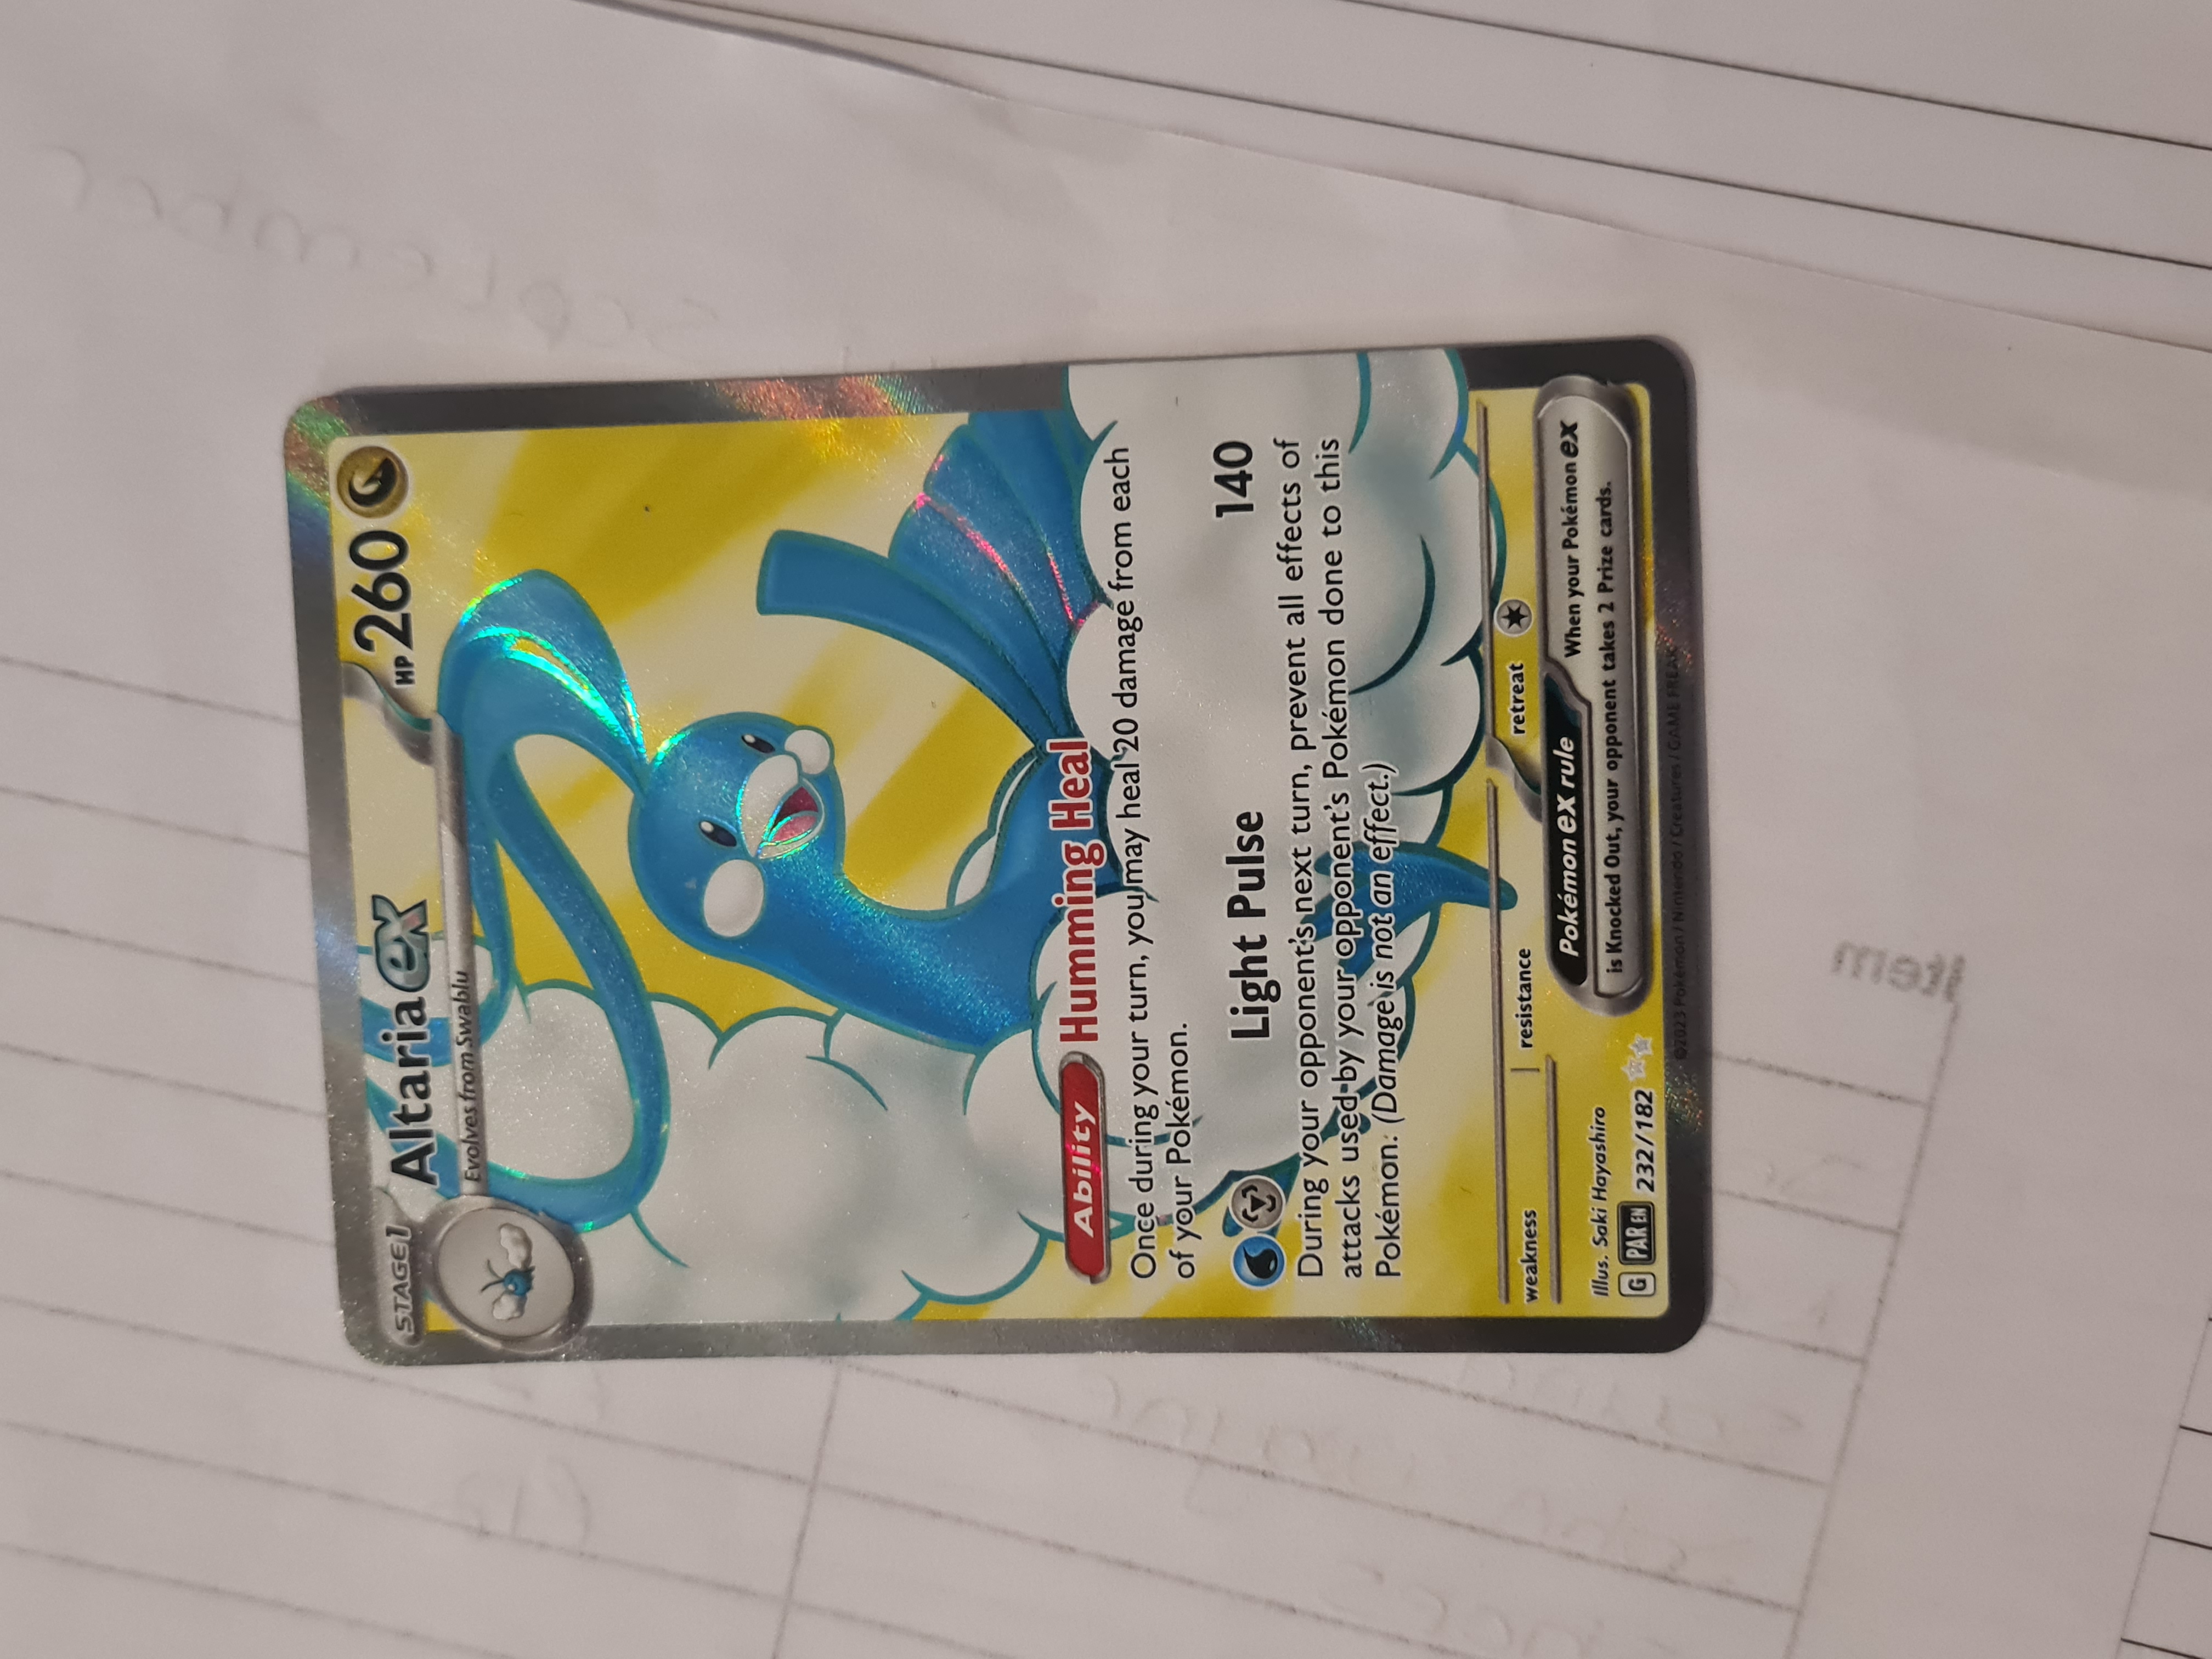 STAGE1
Altaria ex
HP 260
Evolves from Swablu
Ability Humming Heal
Once during your turn, you may heal 20 damage from each
of your Pokémon.
Light Pulse 140
During your opponent's next turn, prevent all effects of
attacks used by your opponent's Pokémon done to this
Pokémon. (Damage is not an effect.)
weakness resistance retreat
Illus. Saki Hayashiro
G PAR EN 232/182
Pokémon ex rule
When your Pokémon ex
is Knocked Out, your opponent takes 2 Prize cards.
©2023 Pokémon / Nintendo / Creatures / GAME FREAK
September
Item